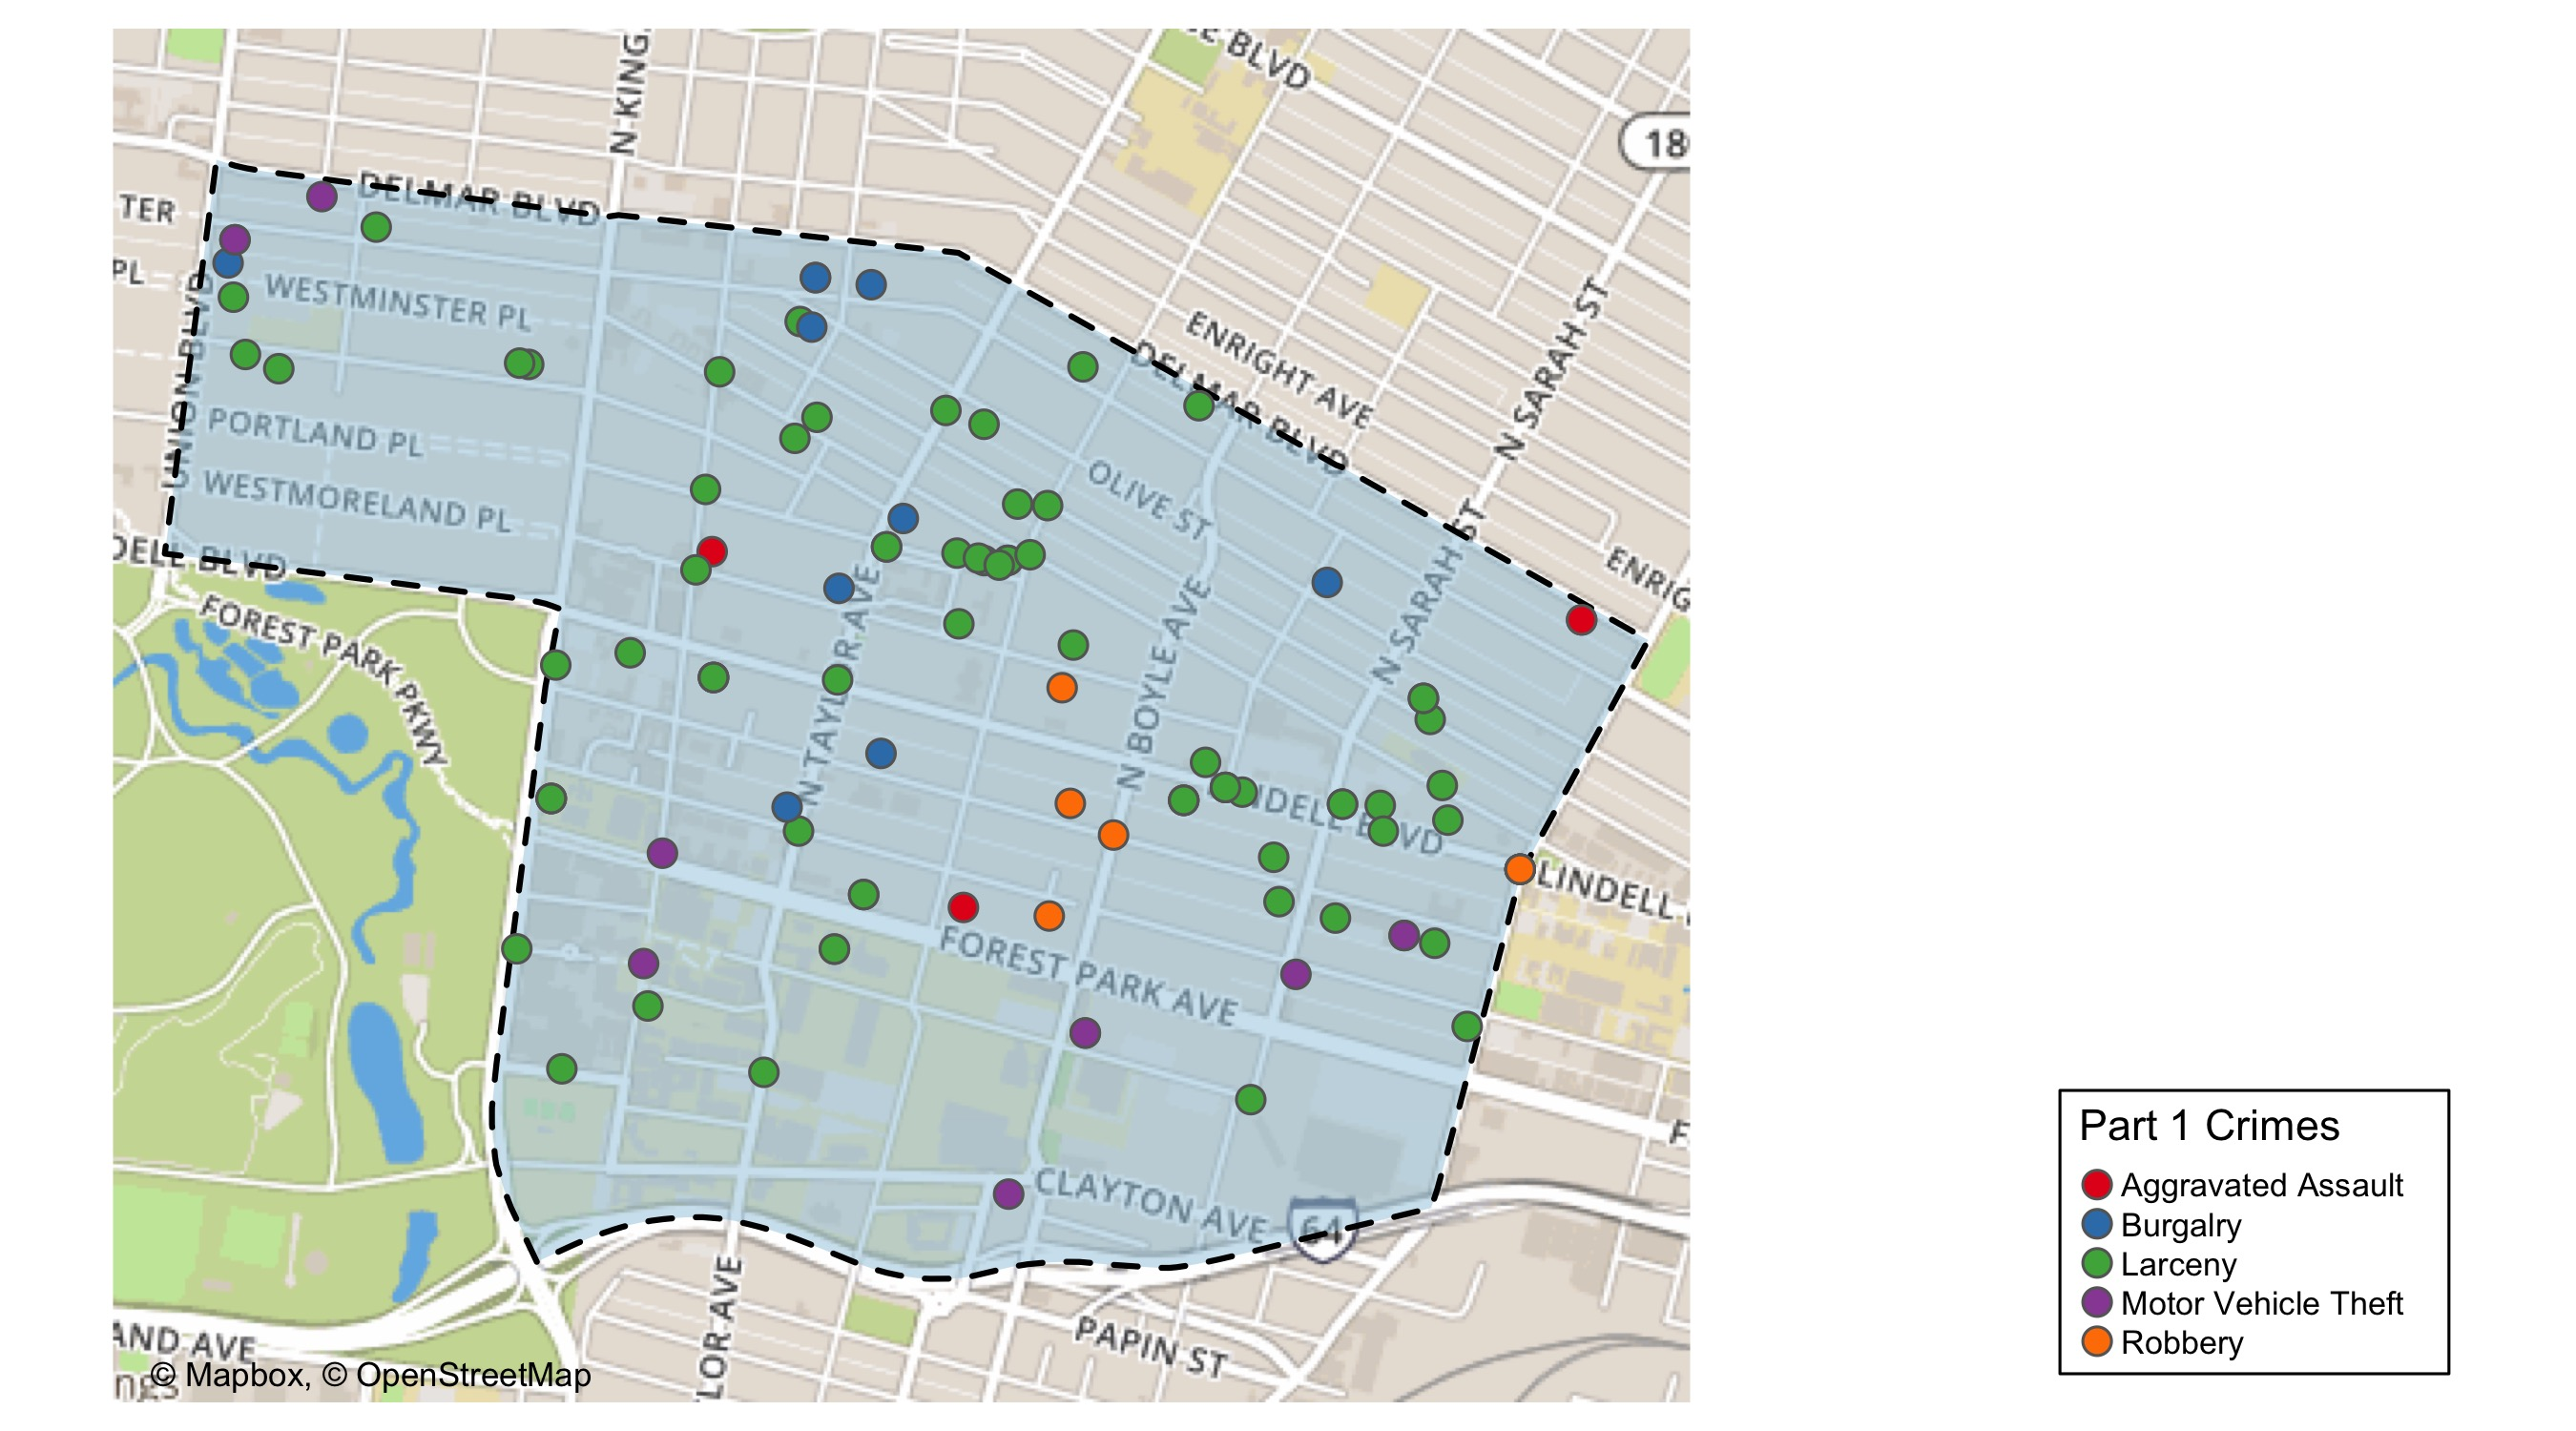 BLVD
N KING
18
TER
DELMAR BLVD
PL
WESTMINSTER PL
UNION BLVD
N SARAH ST
ENRIGHT AVE
DELMAR BLVD
PORTLAND PL
WESTMORELAND PL
OLIVE ST
DELL BLVD
FOREST PARK PKWY
N TAYLOR AVE
N BOYLE AVE
N SARAH ST
ENRIG
NDELL BLVD
LINDELL
FOREST PARK AVE
CLAYTON AVE
64
F
LOR AVE
PAPIN ST
AND AVE
© Mapbox, © OpenStreetMap
Part 1 Crimes
Aggravated Assault
Burgalry
Larceny
Motor Vehicle Theft
Robbery